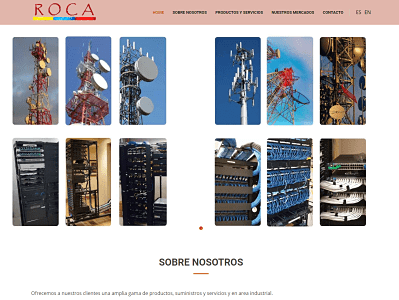 ROCA
HOME SOBRE NOSOTROS PRODUCTOS Y SERVICIOS NUESTROS MERCADOS CONTACTO ES EN
SOBRE NOSOTROS
Ofrecemos a nuestros clientes una amplia gama de productos, suministros y servicios y en area industrial.